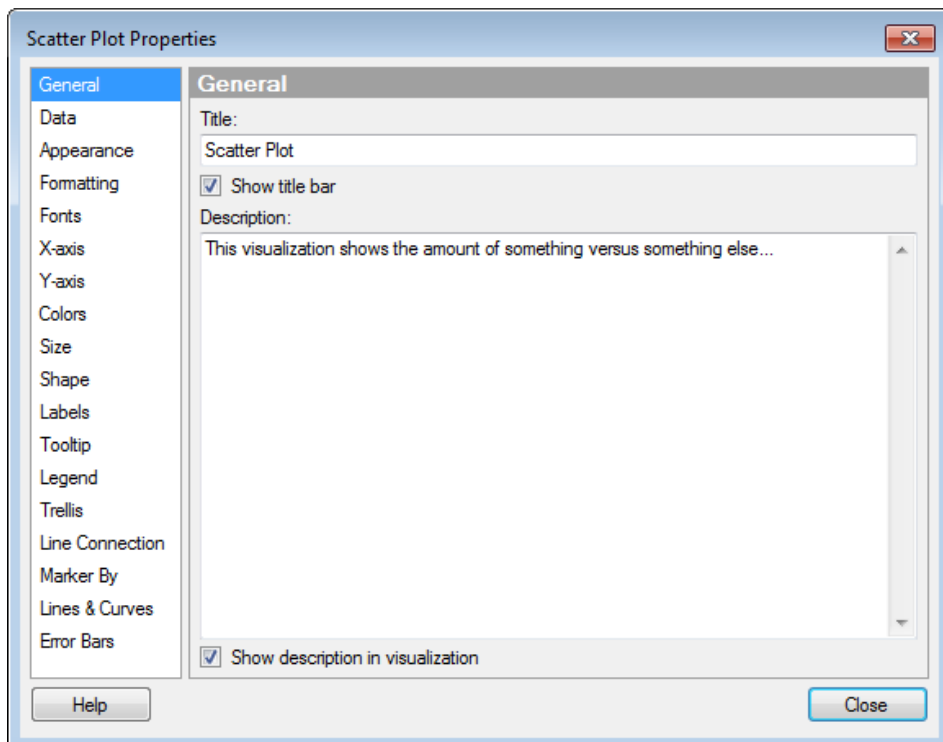 Scatter Plot Properties
General
Data
Appearance
Formatting
Fonts
X-axis
Y-axis
Colors
Size
Shape
Labels
Tooltip
Legend
Trellis
Line Connection
Marker By
Lines & Curves
Error Bars
General
Title:
Scatter Plot
Show title bar
Description:
This visualization shows the amount of something versus something else...
Show description in visualization
Help
Close